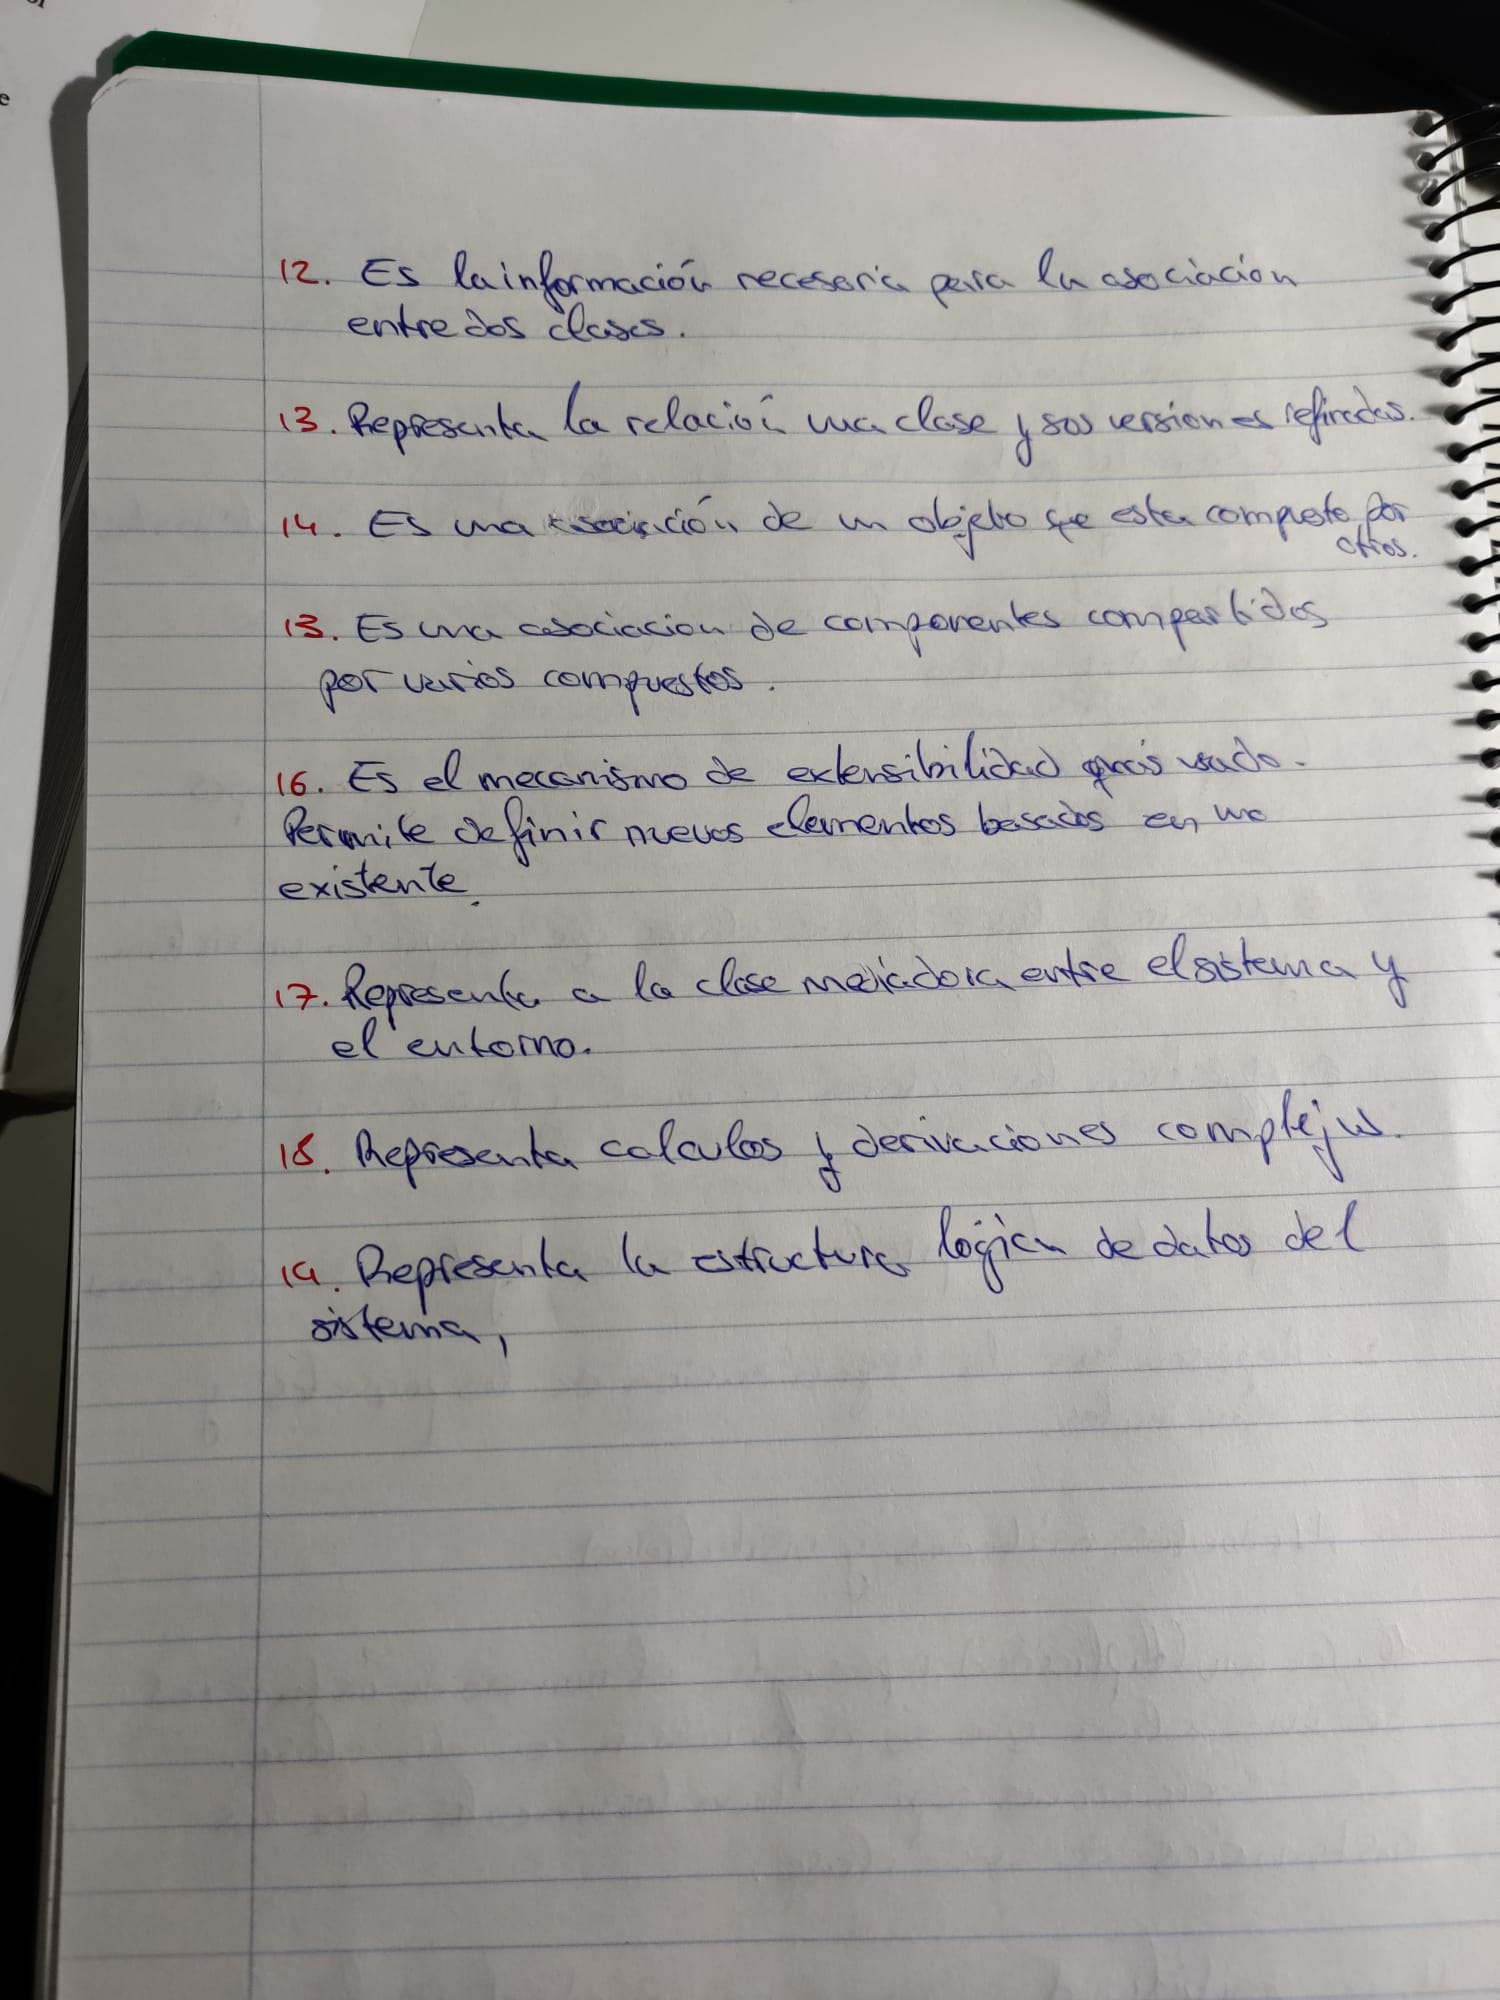 12. Es la información necesaria para la asociación
entre dos clases.
13. Representa la relación una clase y sus versiones refinadas.
14. Es una asociación de un objeto que esta compuesto por
otros.
15. Es una asociacion de componentes compartidos
por varios compuestos.
16. Es el mecanismo de extensibilidad más usado.
Permite definir nuevos elementos basados en uno
existente.
17. Representa a la clase mediadora entre el sistema y
el entorno.
18. Representa calculos y derivaciones complejas.
19. Representa la estructura lógica de datos del
sistema,